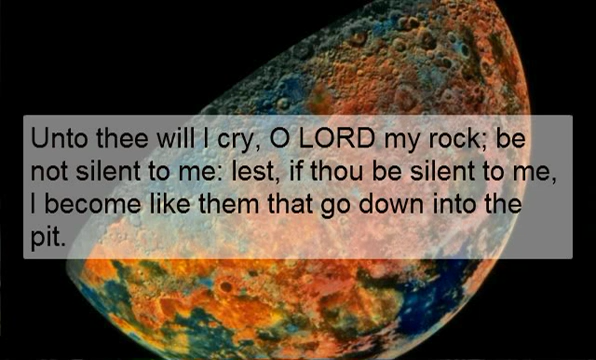 Unto thee will I cry, O LORD my rock; be
not silent to me: lest, if thou be silent to me,
I become like them that go down into the
pit.